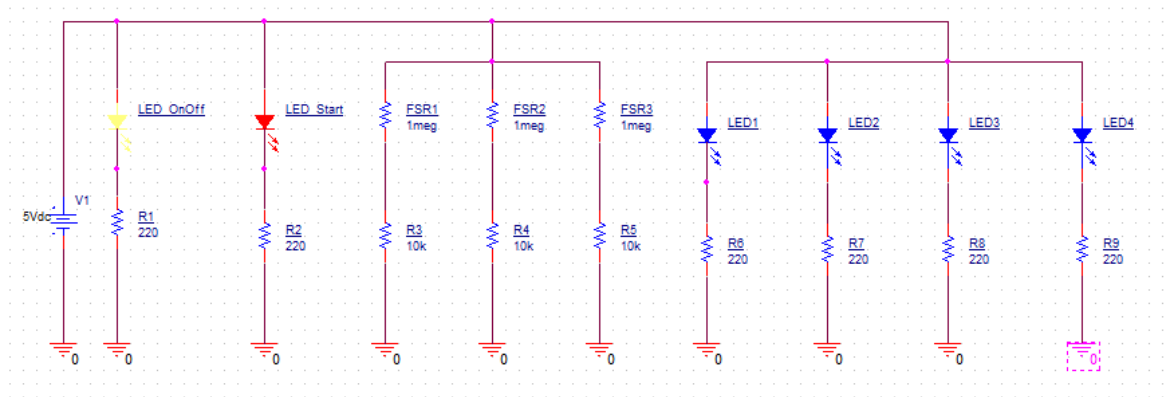 LED_OnOff
LED_Start
FSR1
1meg
FSR2
1meg
FSR3
1meg
LED1
LED2
LED3
LED4
V1
5Vdc
R1
220
R2
220
R3
10k
R4
10k
R5
10k
R6
220
R7
220
R8
220
R9
220
0
0
0
0
0
0
0
0
0
0